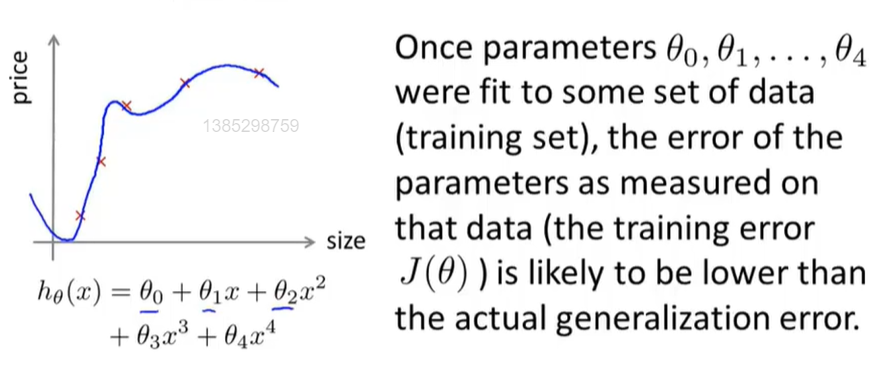 price
1385298759
size
hθ(x) = θ0 + θ1x + θ2x²
+ θ3x³ + θ4x⁴
Once parameters θ0, θ1, . . . , θ4
were fit to some set of data
(training set), the error of the
parameters as measured on
that data (the training error
J(θ) ) is likely to be lower than
the actual generalization error.